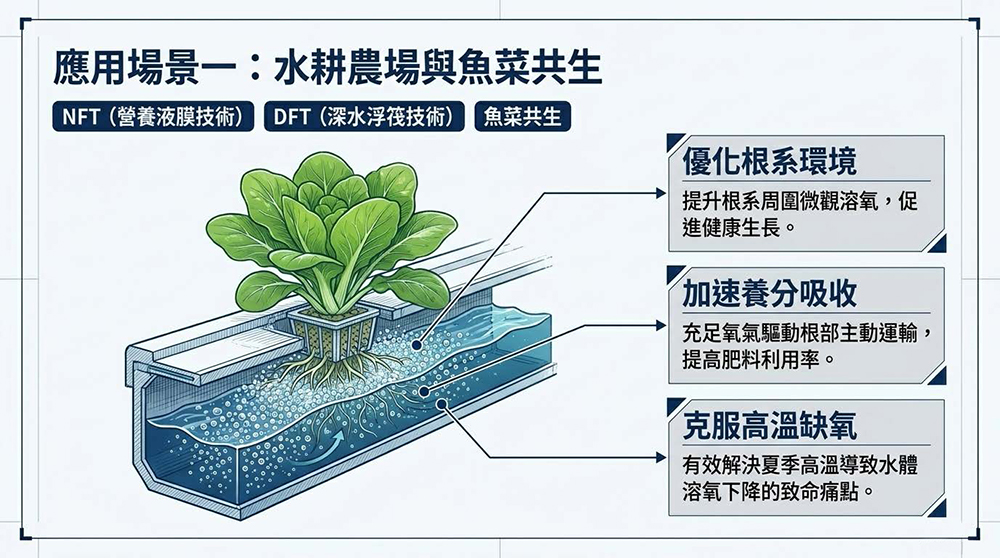 應用場景一：水耕農場與魚菜共生
NFT（營養液膜技術） DFT（深水浮筏技術） 魚菜共生
優化根系環境
提升根系周圍微觀溶氧，促
進健康生長。
加速養分吸收
充足氧氣驅動根部主動運輸，
提高肥料利用率。
克服高溫缺氧
有效解決夏季高溫導致水體
溶氧下降的致命痛點。